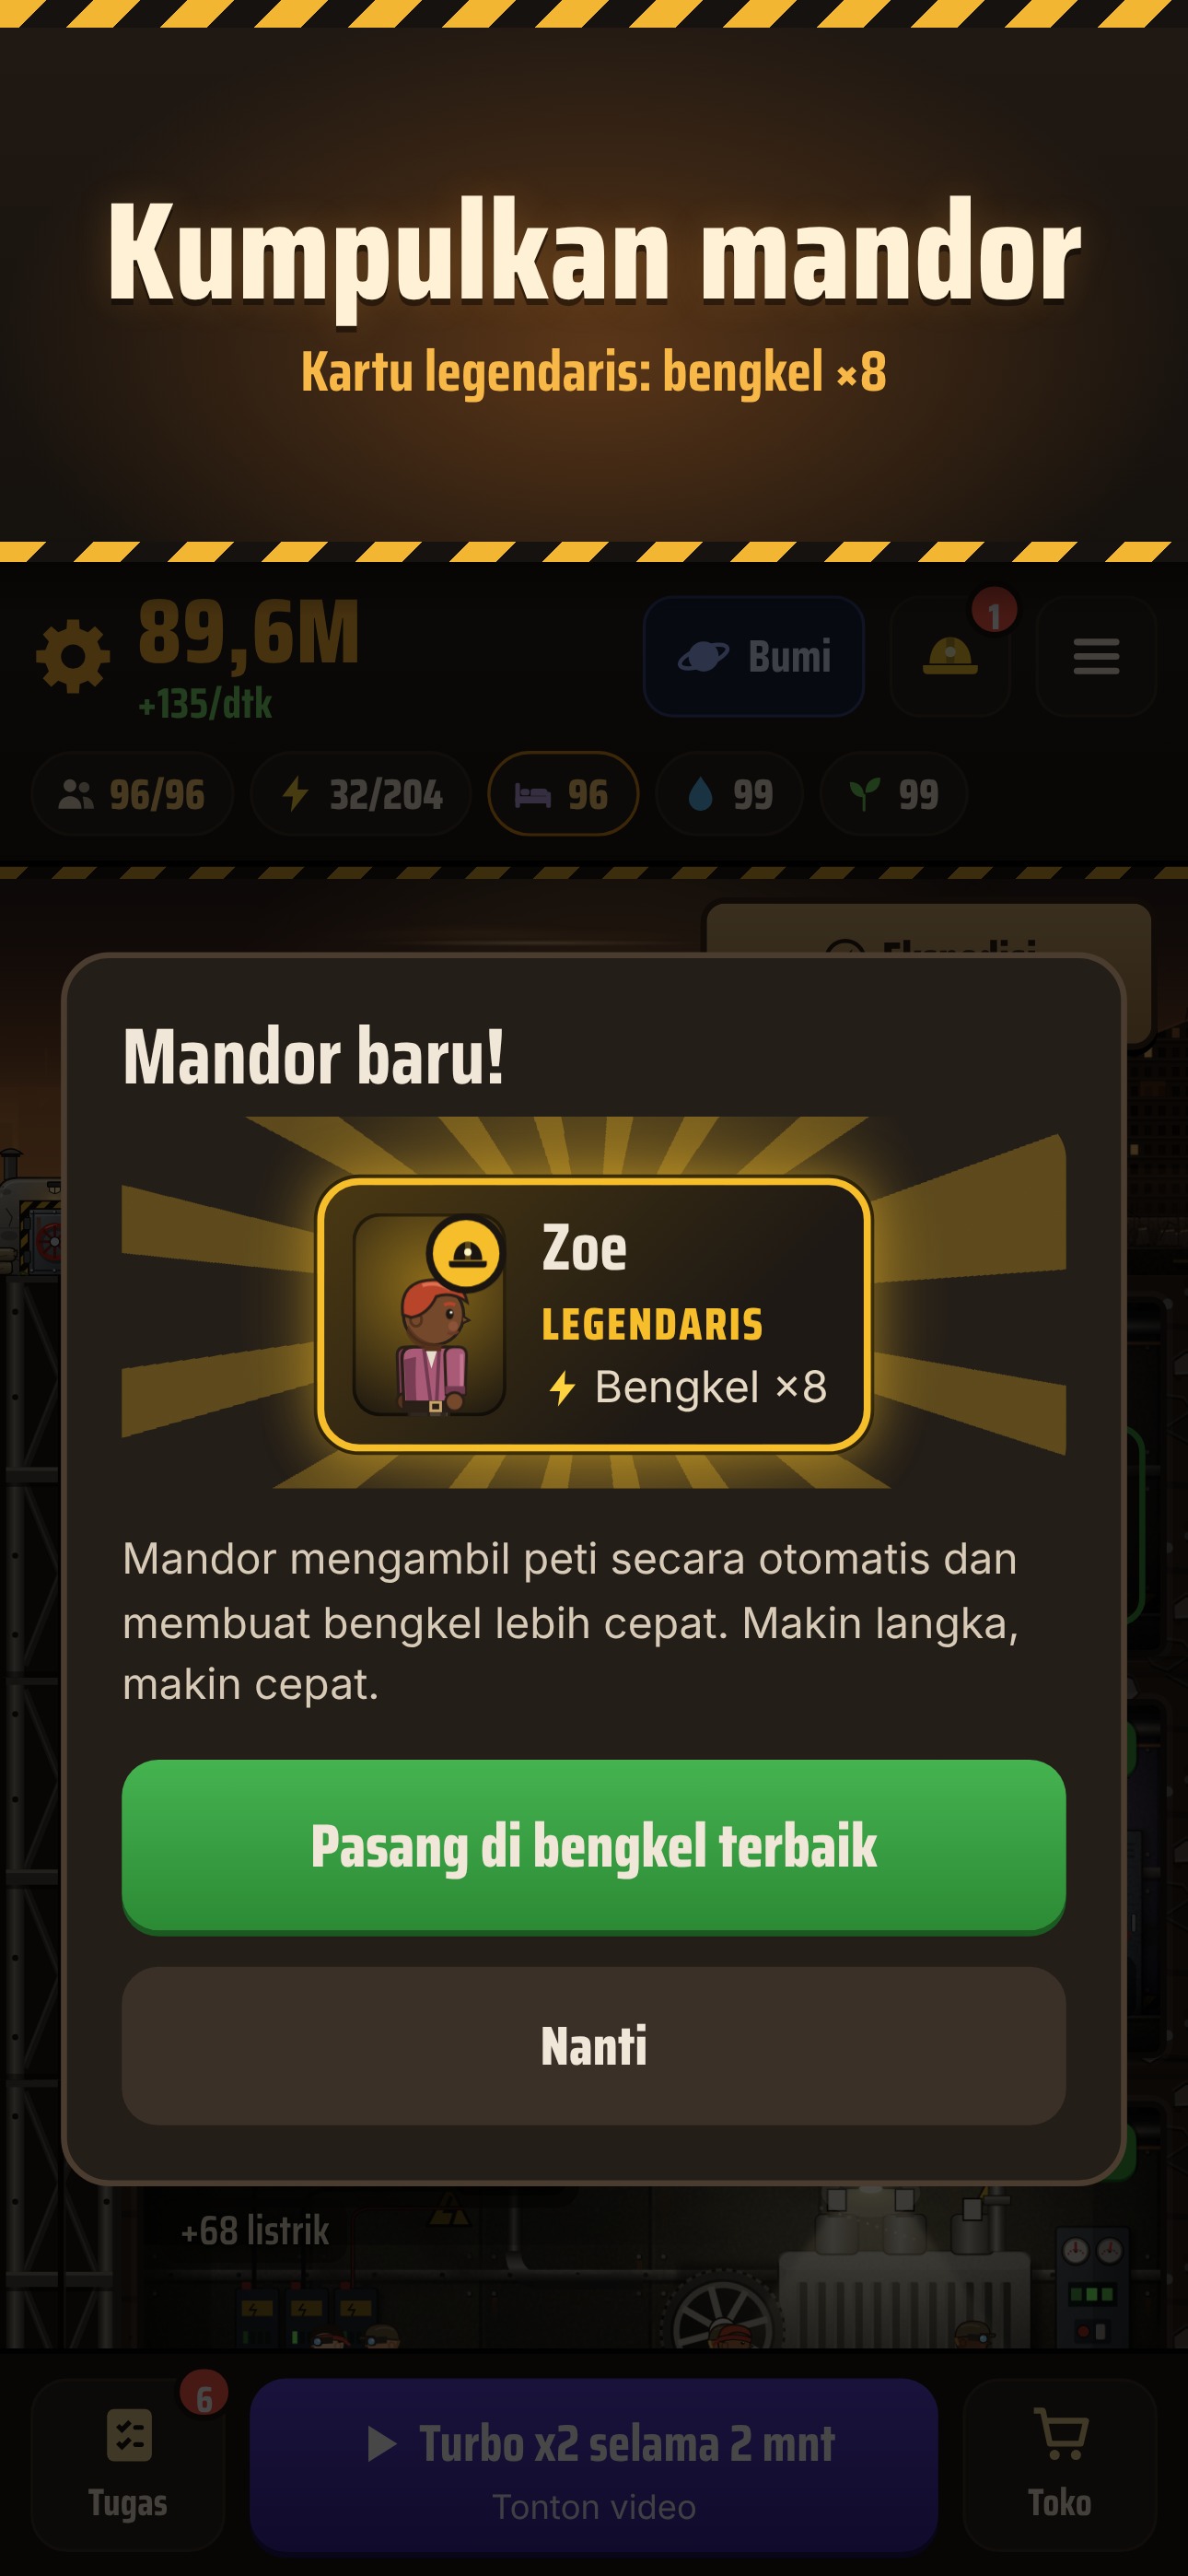 Kumpulkan mandor
Kartu legendaris: bengkel ×8
89,6M
+135/dtk
Bumi
1
96/96
32/204
96
99
99
Ekspedisi
Mandor baru!
Zoe
LEGENDARIS
Bengkel ×8
Mandor mengambil peti secara otomatis dan
membuat bengkel lebih cepat. Makin langka,
makin cepat.
Pasang di bengkel terbaik
Nanti
+68 listrik
6
Tugas
Turbo x2 selama 2 mnt
Tonton video
Toko